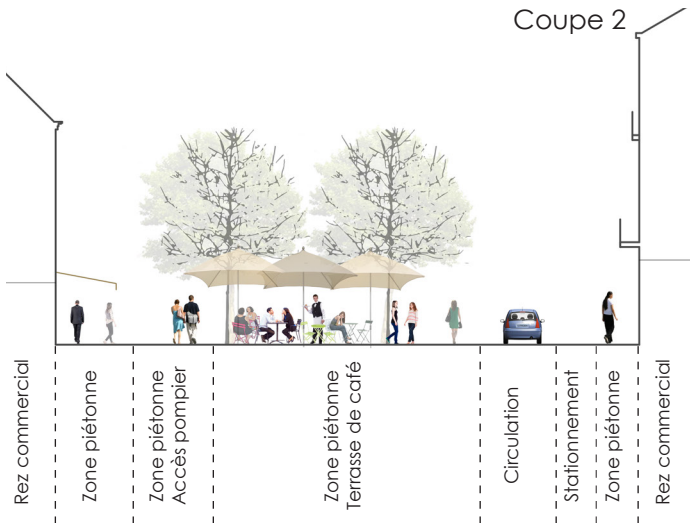 Coupe 2
Rez commercial
Zone piétonne
Zone piétonne
Accès pompier
Zone piétonne
Terrasse de café
Circulation
Stationnement
Zone piétonne
Rez commercial